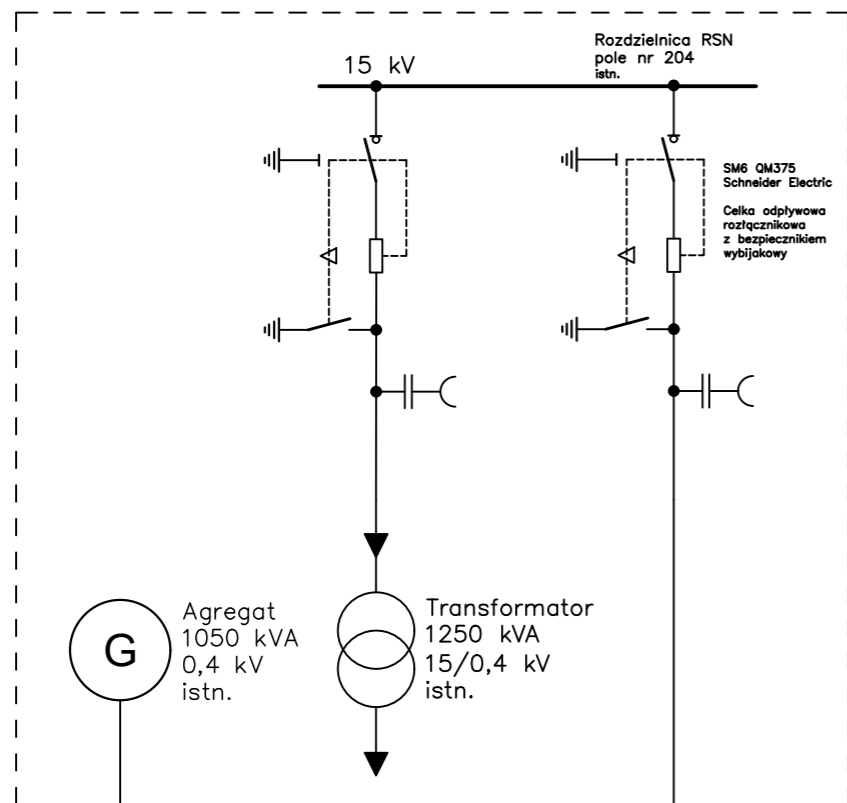 15 kV
Rozdzielnica RSN
pole nr 204
istn.
SM6 QM375
Schneider Electric
Celka odpływowa
rozłącznikowa
z bezpiecznikiem
wybijakowy
G
Agregat
1050 kVA
0,4 kV
istn.
Transformator
1250 kVA
15/0,4 kV
istn.